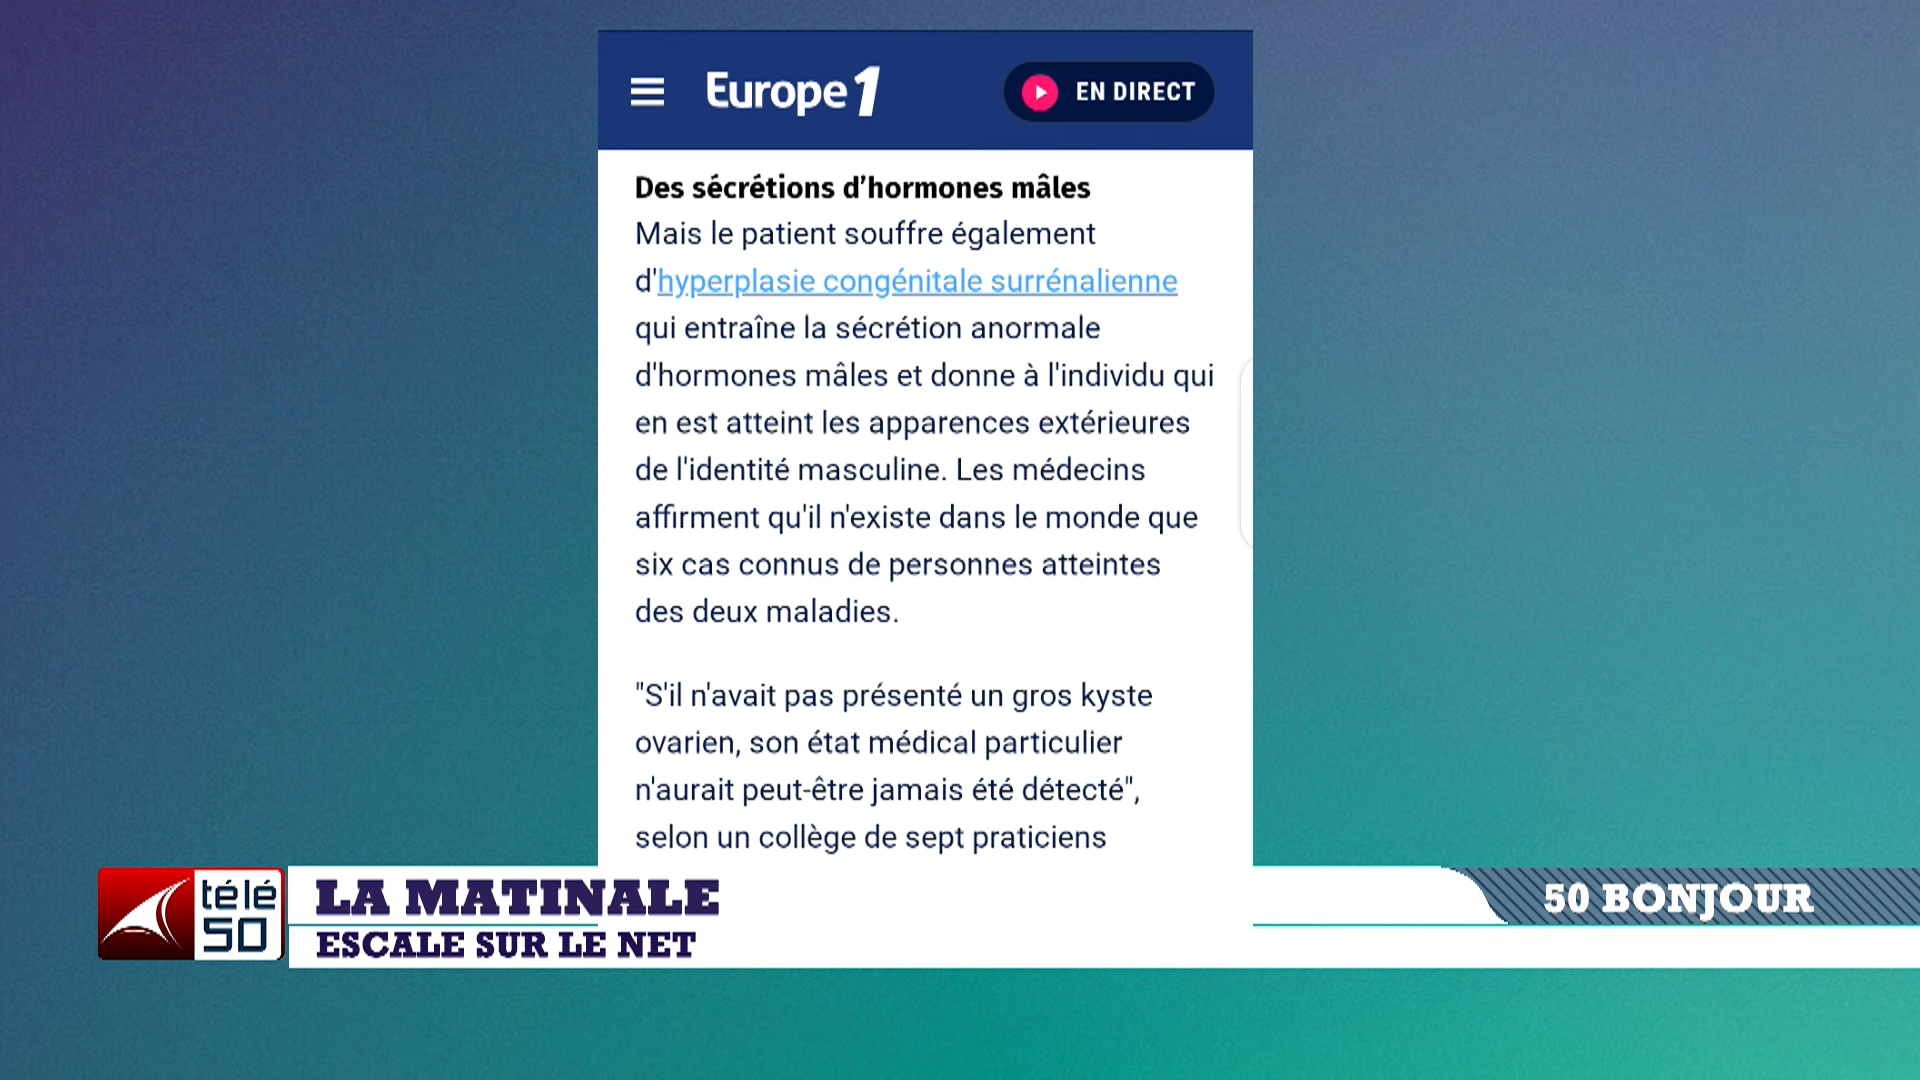 Europe 1
EN DIRECT
Des sécrétions d’hormones mâles
Mais le patient souffre également
d'hyperplasie congénitale surrénalienne
qui entraîne la sécrétion anormale
d'hormones mâles et donne à l'individu qui
en est atteint les apparences extérieures
de l'identité masculine. Les médecins
affirment qu'il n'existe dans le monde que
six cas connus de personnes atteintes
des deux maladies.
"S'il n'avait pas présenté un gros kyste
ovarien, son état médical particulier
n'aurait peut-être jamais été détecté",
selon un collège de sept praticiens
télé
50
LA MATINALE
ESCALE SUR LE NET
50 BONJOUR